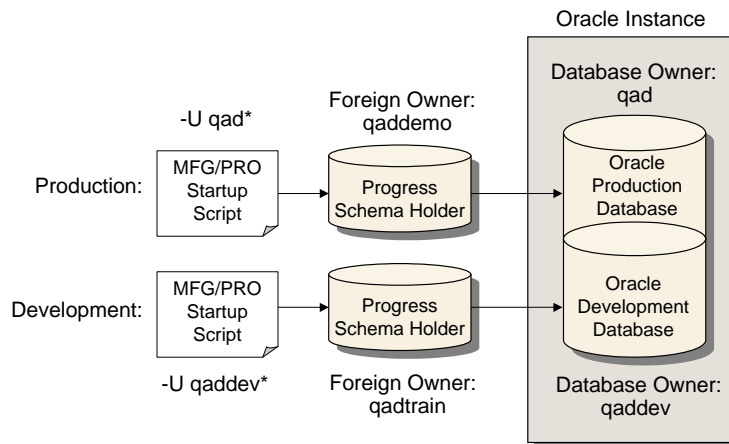 Oracle Instance
Database Owner:
qad
Foreign Owner:
qaddemo
-U qad*
Production:
MFG/PRO
Startup
Script
Progress
Schema Holder
Oracle
Production
Database
Development:
MFG/PRO
Startup
Script
Progress
Schema Holder
Oracle
Development
Database
-U qaddev*
Foreign Owner:
qadtrain
Database Owner:
qaddev